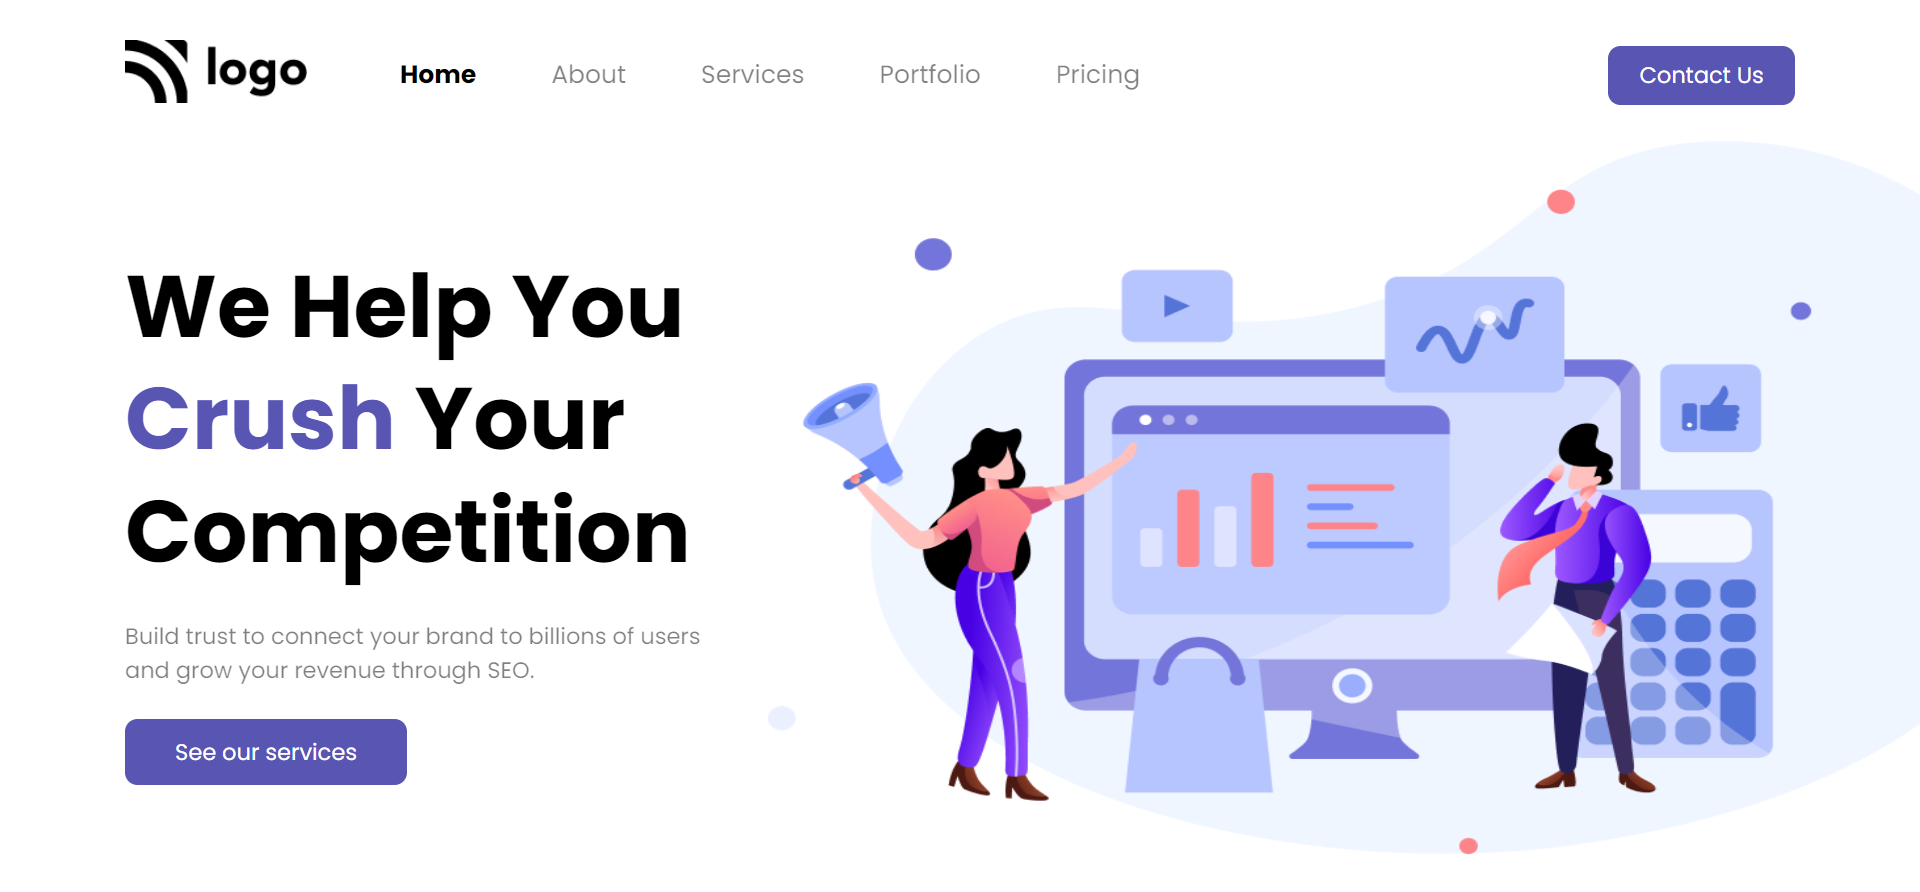 logo
Home
About
Services
Portfolio
Pricing
Contact Us
We Help You
Crush Your
Competition
Build trust to connect your brand to billions of users
and grow your revenue through SEO.
See our services